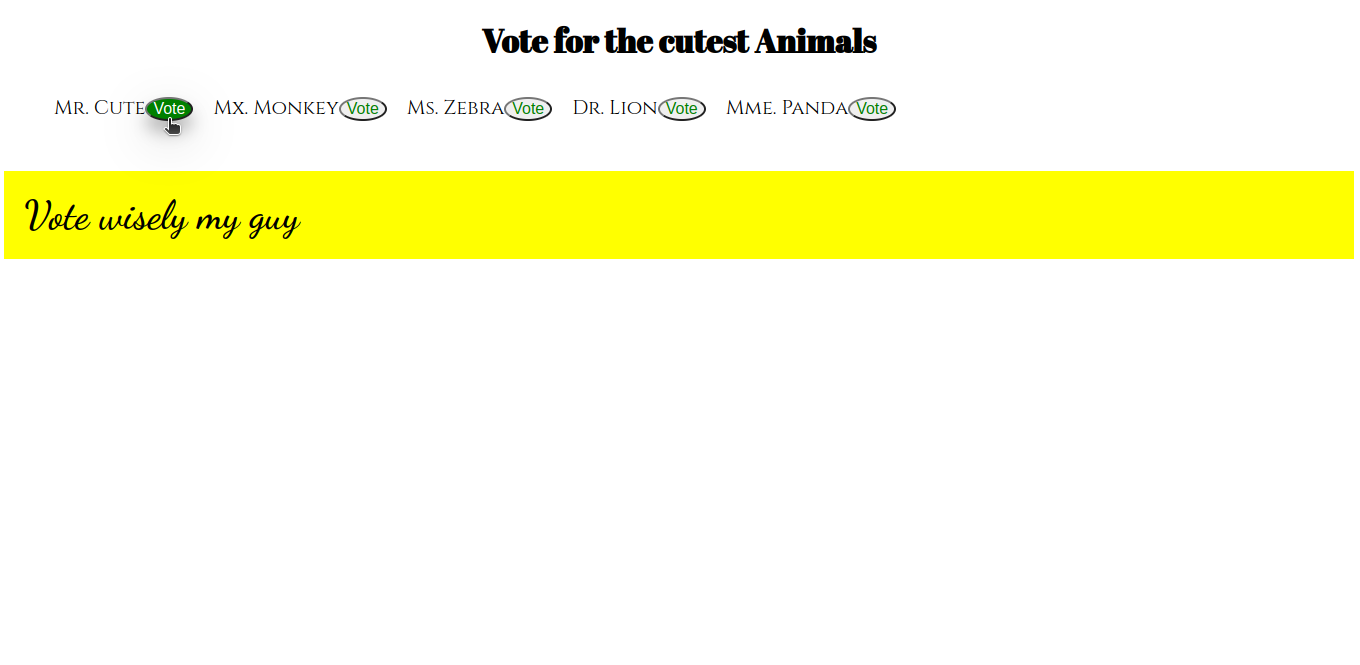 Vote for the cutest Animals
Mr. Cute Vote Mx. Monkey Vote Ms. Zebra Vote Dr. Lion Vote Mme. Panda Vote
Vote wisely my guy